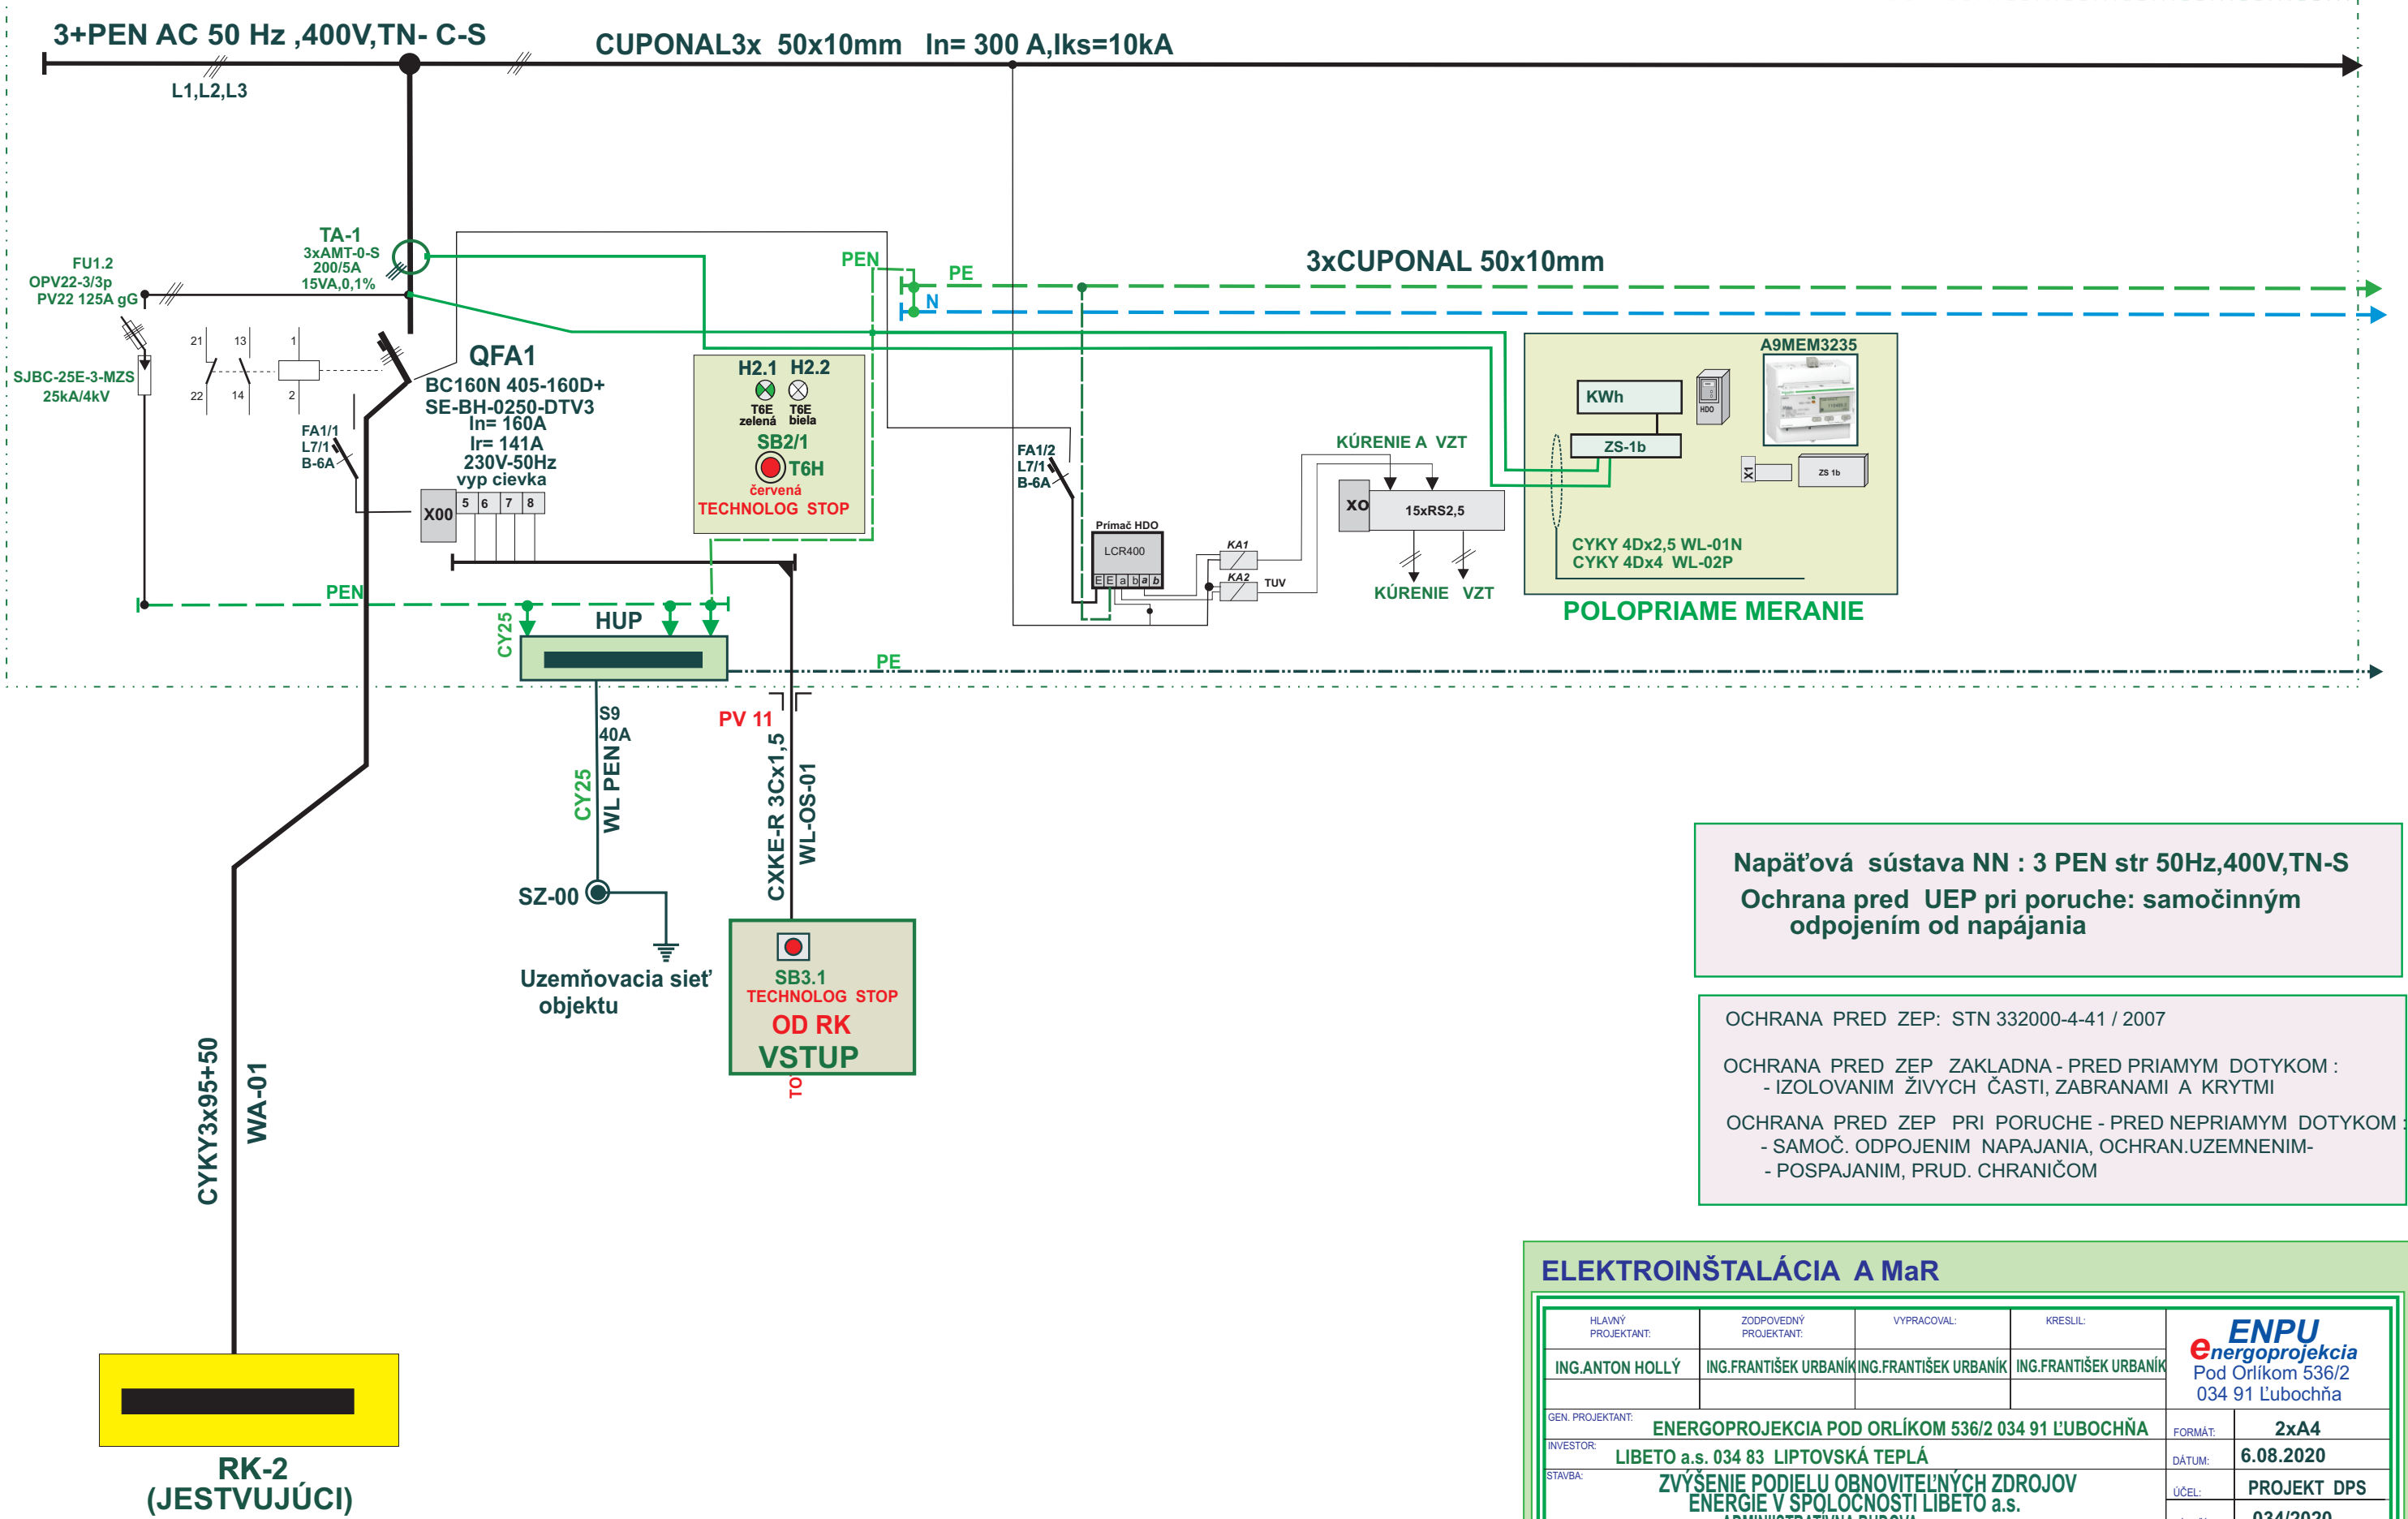 3+PEN AC 50 Hz ,400V,TN- C-S
CUPONAL3x 50x10mm In= 300 A,Iks=10kA
L1,L2,L3
TA-1
3xAMT-0-S
200/5A
15VA,0,1%
FU1.2
OPV22-3/3p
PV22 125A gG
SJBC-25E-3-MZS
25kA/4kV
21
13
1
22
14
2
QFA1
BC160N 405-160D+
SE-BH-0250-DTV3
In= 160A
Ir= 141A
230V-50Hz
vyp cievka
FA1/1
L7/1
B-6A
X00
5 6 7 8
H2.1 H2.2
T6E T6E
zelená biela
SB2/1
T6H
červená
TECHNOLOG STOP
PEN
PE
N
3xCUPONAL 50x10mm
FA1/2
L7/1
B-6A
Prímač HDO
LCR400
E E a b a b
KA1
KA2
TUV
KÚRENIE A VZT
XO
15xRS2,5
KÚRENIE VZT
A9MEM3235
KWh
HDO
ZS-1b
X1
ZS 1b
CYKY 4Dx2,5 WL-01N
CYKY 4Dx4 WL-02P
POLOPRIAME MERANIE
PEN
CY25
HUP
PE
S9
40A
CY25
WL PEN
PV 11
CXKE-R 3Cx1,5
WL-OS-01
SZ-00
Uzemňovacia sieť
objektu
SB3.1
TECHNOLOG STOP
OD RK
VSTUP
TO
CYKY3x95+50
WA-01
RK-2
(JESTVUJÚCI)
Napäťová sústava NN : 3 PEN str 50Hz,400V,TN-S
Ochrana pred UEP pri poruche: samočinným
odpojením od napájania
OCHRANA PRED ZEP: STN 332000-4-41 / 2007
OCHRANA PRED ZEP ZAKLADNA - PRED PRIAMYM DOTYKOM :
- IZOLOVANIM ŽIVYCH ČASTI, ZABRANAMI A KRYTMI
OCHRANA PRED ZEP PRI PORUCHE - PRED NEPRIAMYM DOTYKOM :
- SAMOČ. ODPOJENIM NAPAJANIA, OCHRAN.UZEMNENIM-
- POSPAJANIM, PRUD. CHRANIČOM
ELEKTROINŠTALÁCIA A MaR
HLAVNÝ
PROJEKTANT:
ZODPOVEDNÝ
PROJEKTANT:
VYPRACOVAL:
KRESLIL:
ING.ANTON HOLLÝ
ING.FRANTIŠEK URBANÍK
ING.FRANTIŠEK URBANÍK
ING.FRANTIŠEK URBANÍK
ENPU
energoprojekcia
Pod Orlíkom 536/2
034 91 Ľubochňa
GEN. PROJEKTANT:
ENERGOPROJEKCIA POD ORLÍKOM 536/2 034 91 ĽUBOCHŇA
FORMÁT:
2xA4
INVESTOR:
LIBETO a.s. 034 83 LIPTOVSKÁ TEPLÁ
DÁTUM:
6.08.2020
STAVBA:
ZVÝŠENIE PODIELU OBNOVITEĽNÝCH ZDROJOV
ENERGIE V SPOLOČNOSTI LIBETO a.s.
ÚČEL:
PROJEKT DPS
034/2020